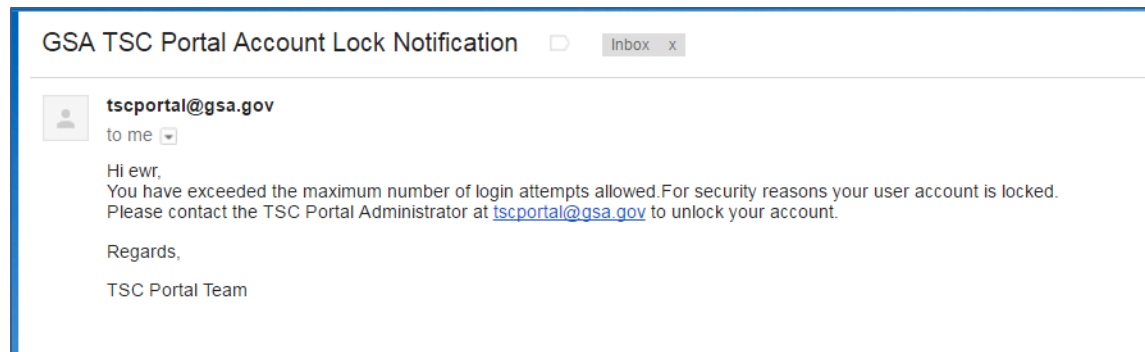 GSA TSC Portal Account Lock Notification
Inbox x
tscportal@gsa.gov
to me
Hi ewr,
You have exceeded the maximum number of login attempts allowed.For security reasons your user account is locked.
Please contact the TSC Portal Administrator at tscportal@gsa.gov to unlock your account.
Regards,
TSC Portal Team